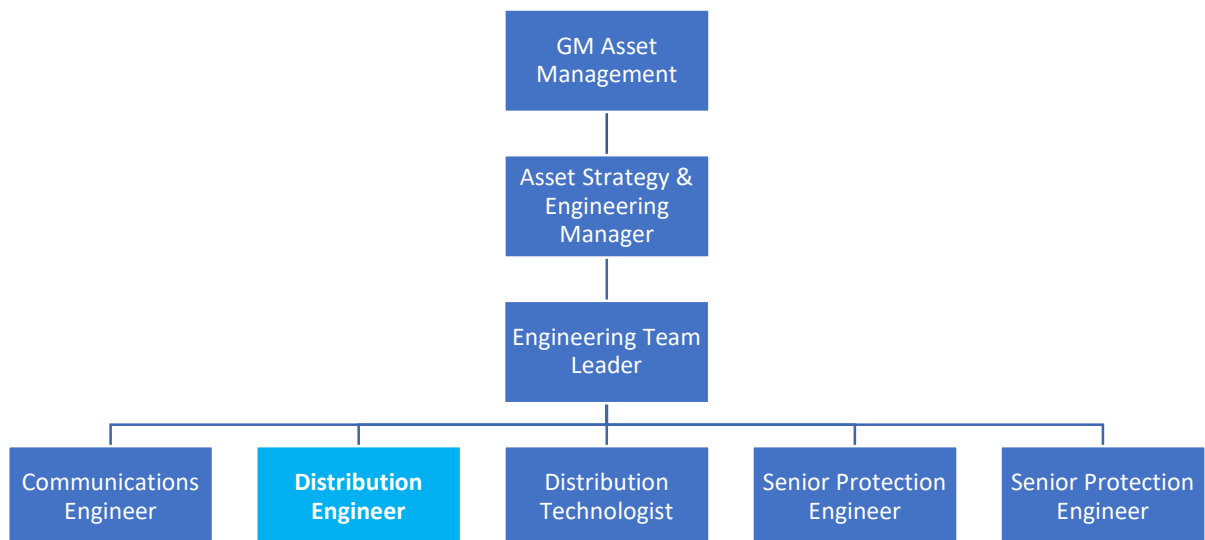 GM Asset
Management
Asset Strategy &
Engineering
Manager
Engineering Team
Leader
Communications
Engineer
Distribution
Engineer
Distribution
Technologist
Senior Protection
Engineer
Senior Protection
Engineer